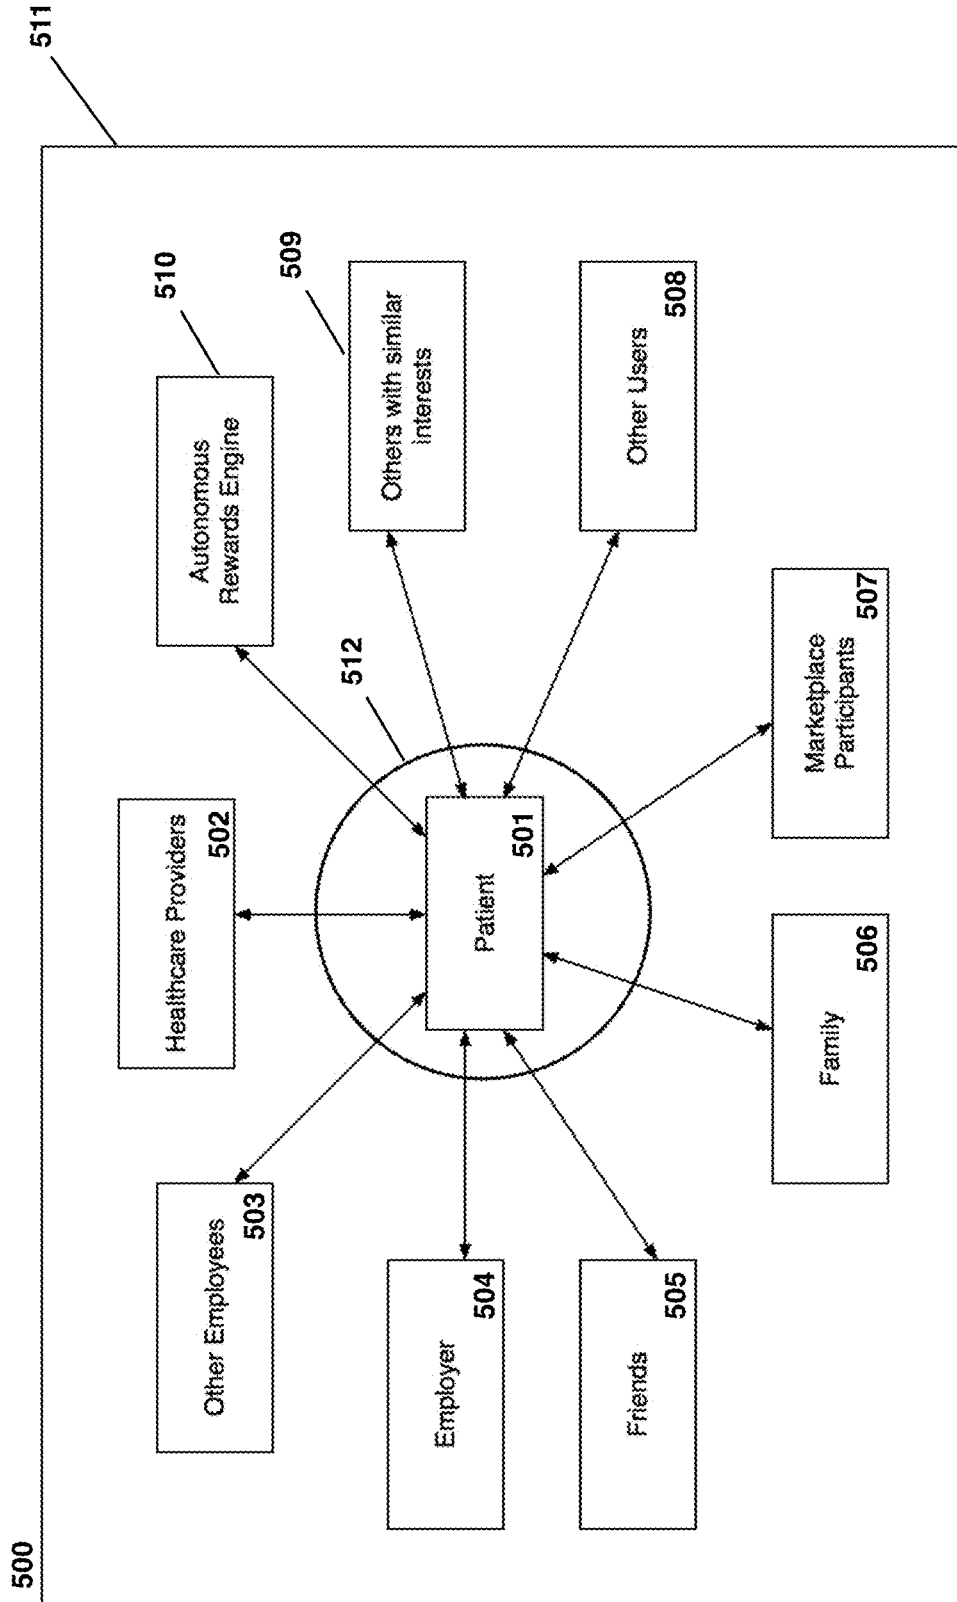 500
511
Healthcare Providers
502
Other Employees
503
Autonomous
Rewards Engine
510
Employer
504
Patient
501
512
Others with similar
interests
509
Friends
505
Other Users
508
Family
506
Marketplace
Participants
507